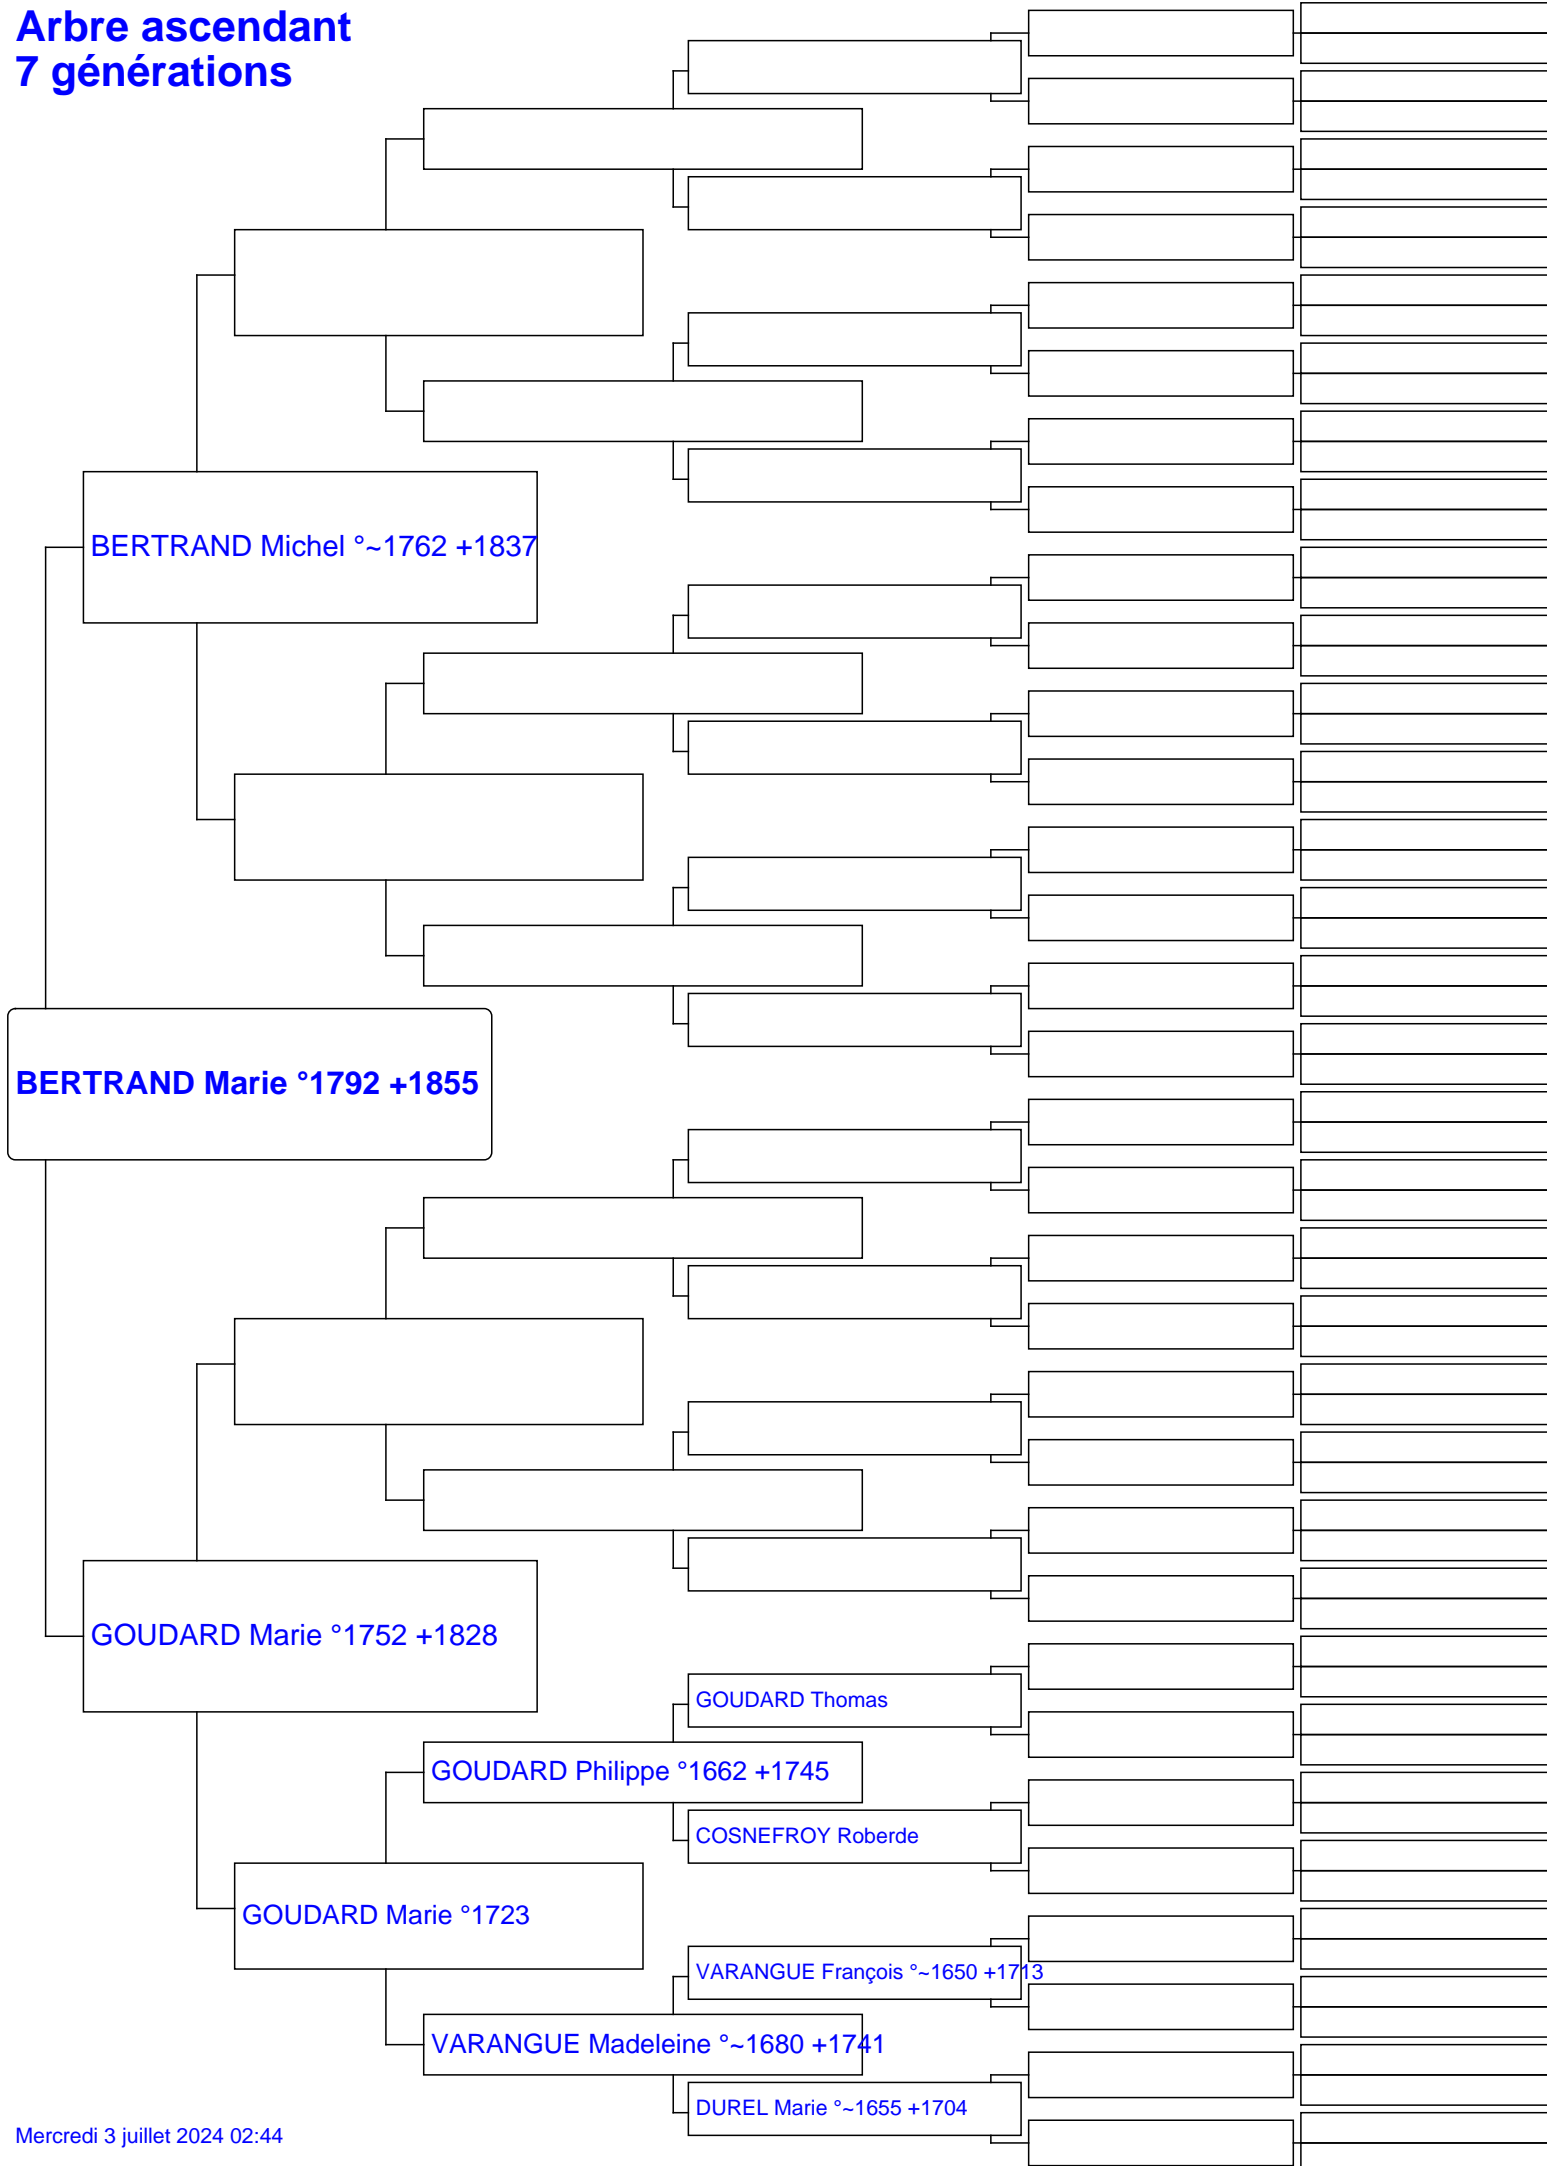 Arbre ascendant
7 générations
BERTRAND Michel °~1762 +1837
BERTRAND Marie °1792 +1855
GOUDARD Marie °1752 +1828
GOUDARD Thomas
GOUDARD Philippe °1662 +1745
COSNEFROY Roberde
GOUDARD Marie °1723
VARANGUE François °~1650 +1713
VARANGUE Madeleine °~1680 +1741
DUREL Marie °~1655 +1704
Mercredi 3 juillet 2024 02:44